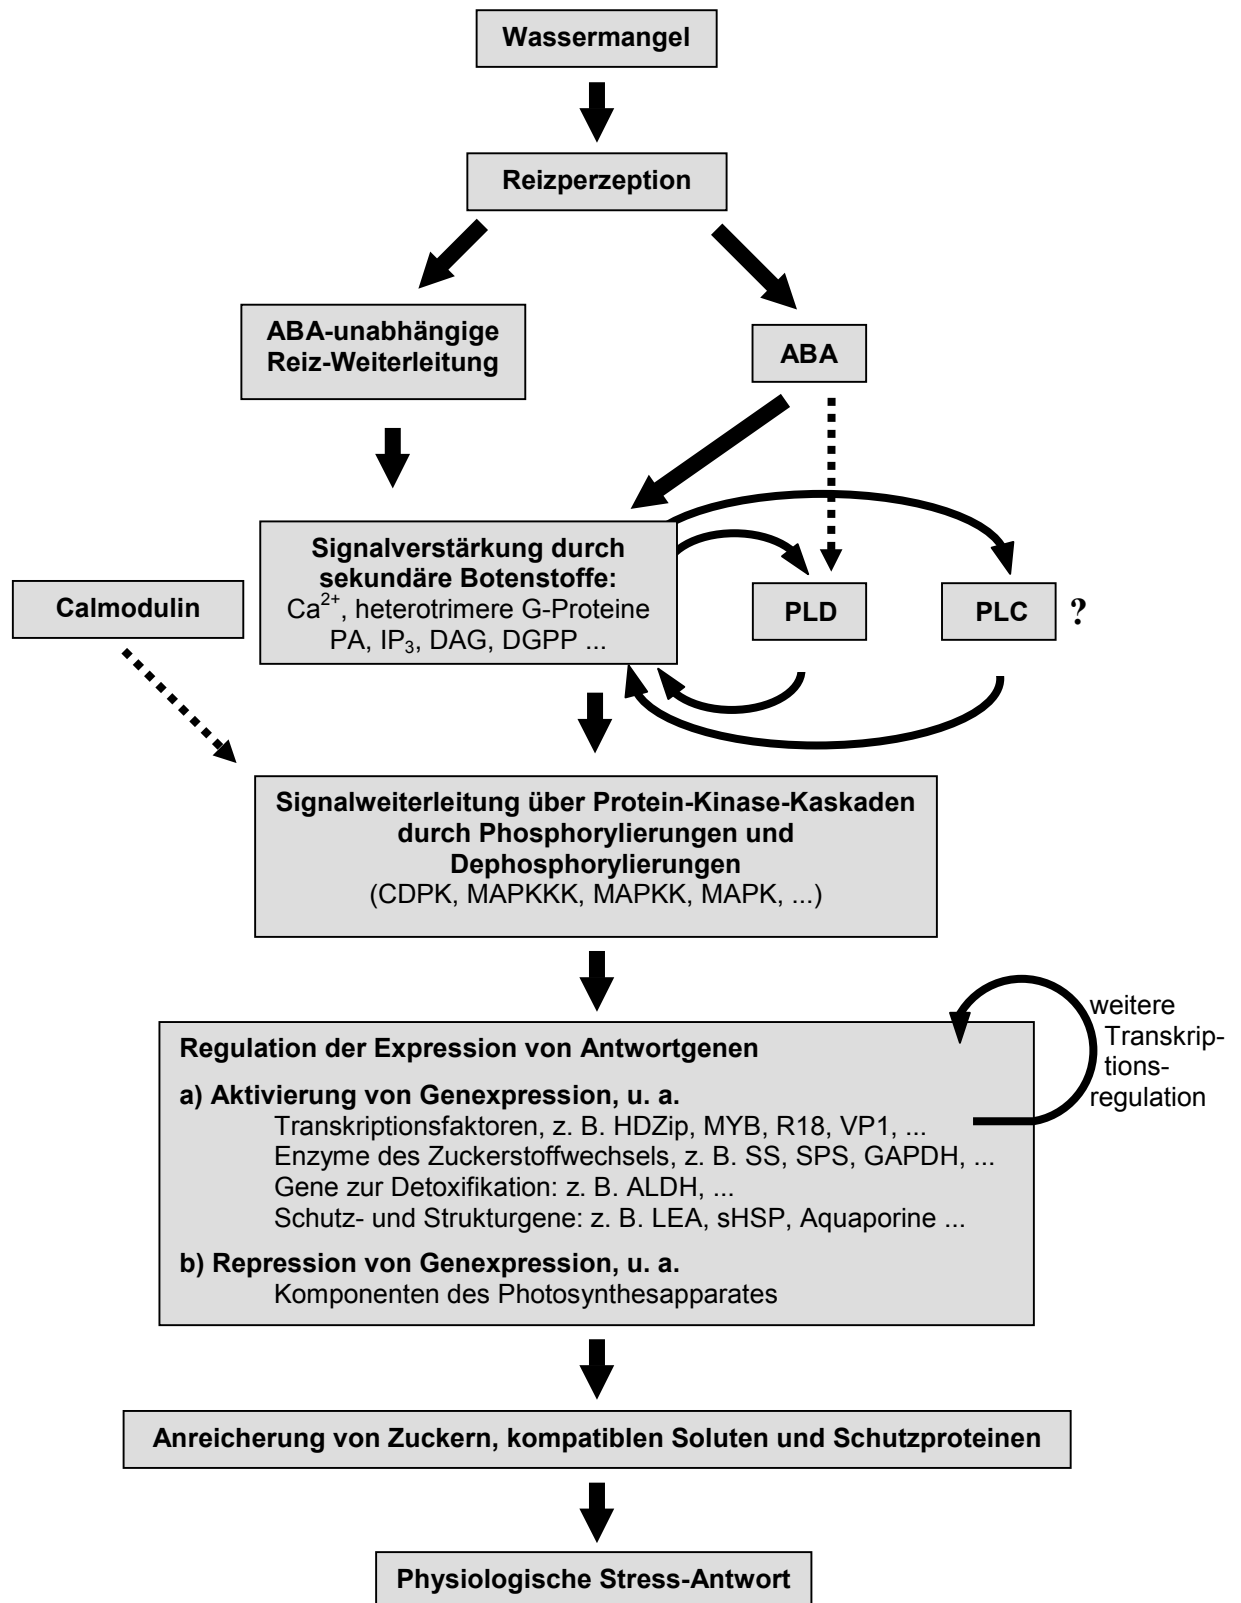 Wassermangel
Reizperzeption
ABA-unabhängige
Reiz-Weiterleitung
ABA
Signalverstärkung durch
sekundäre Botenstoffe:
Ca²⁺, heterotrimere G-Proteine
PA, IP₃, DAG, DGPP ...
Calmodulin
PLD
PLC
?
Signalweiterleitung über Protein-Kinase-Kaskaden
durch Phosphorylierungen und
Dephosphorylierungen
(CDPK, MAPKKK, MAPKK, MAPK, ...)
Regulation der Expression von Antwortgenen
a) Aktivierung von Genexpression, u. a.
Transkriptionsfaktoren, z. B. HDZip, MYB, R18, VP1, ...
Enzyme des Zuckerstoffwechsels, z. B. SS, SPS, GAPDH, ...
Gene zur Detoxifikation: z. B. ALDH, ...
Schutz- und Strukturgene: z. B. LEA, sHSP, Aquaporine ...
b) Repression von Genexpression, u. a.
Komponenten des Photosynthesapparates
weitere
Transkrip-
tions-
regulation
Anreicherung von Zuckern, kompatiblen Soluten und Schutzproteinen
Physiologische Stress-Antwort